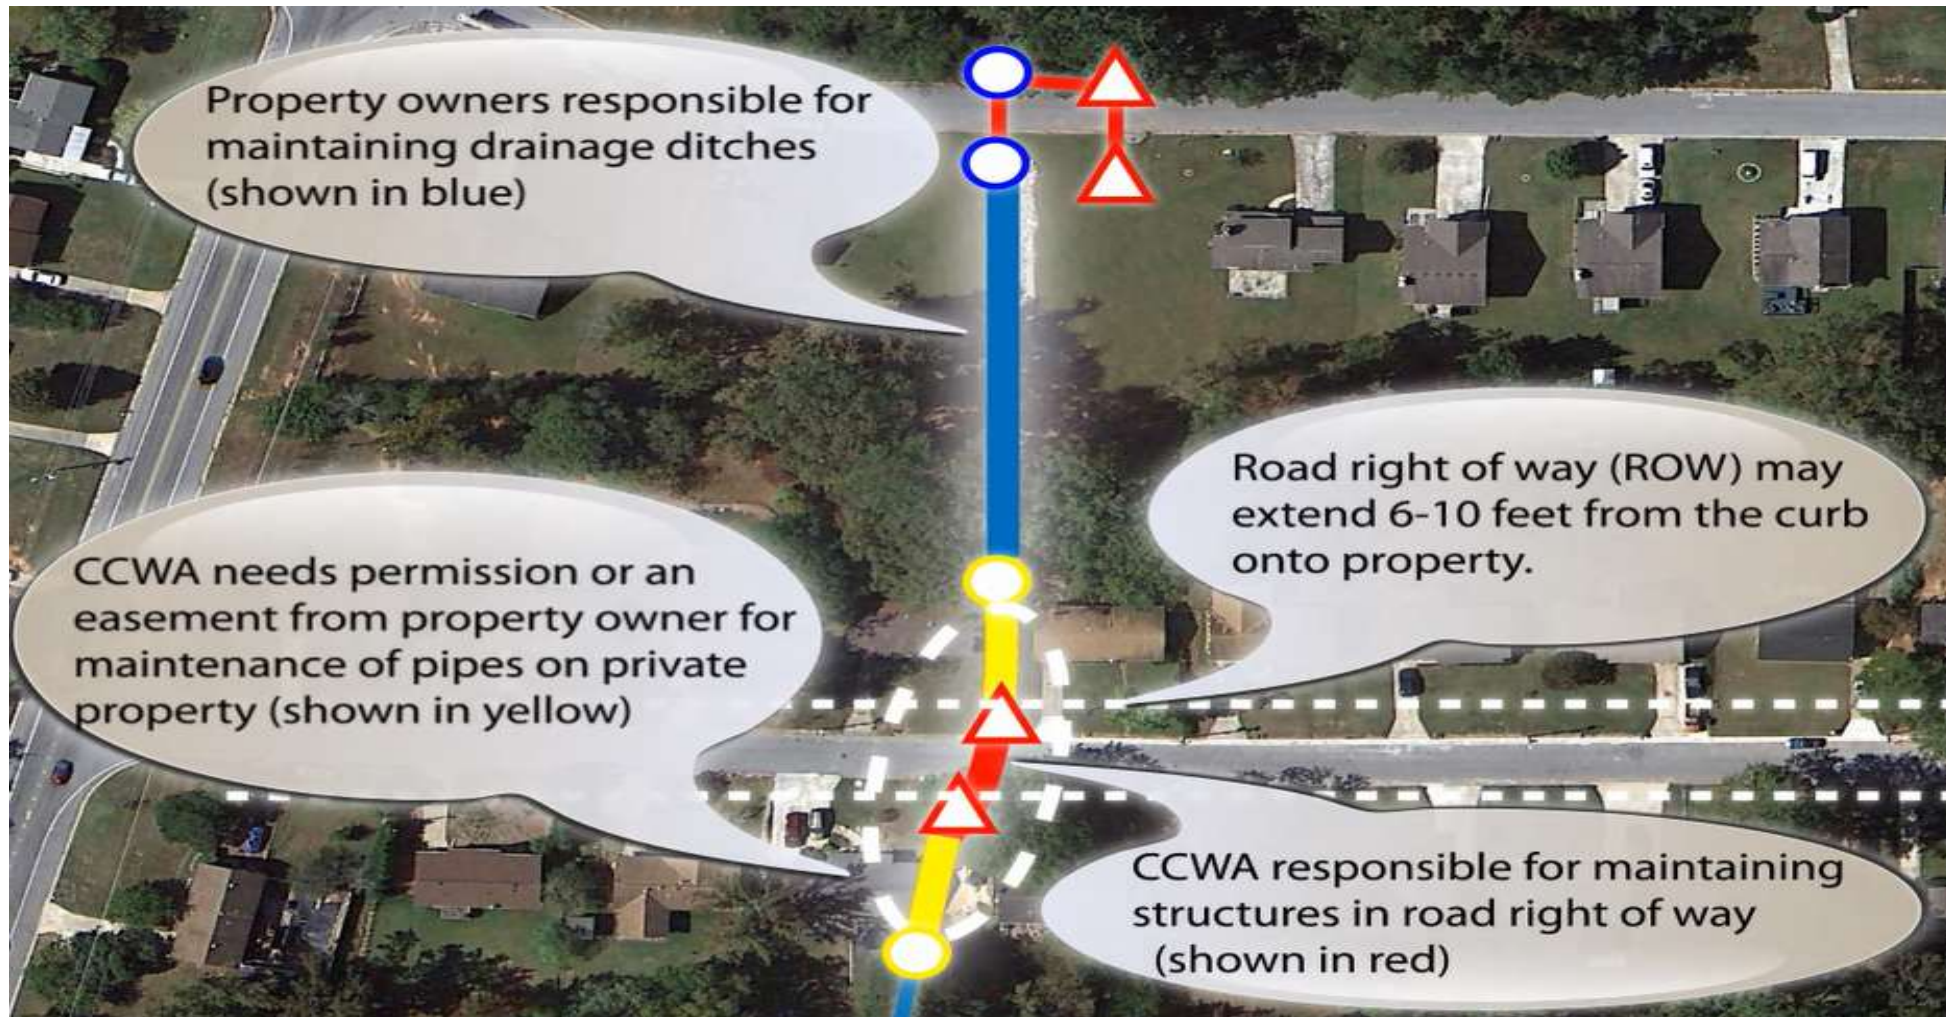 Property owners responsible for
maintaining drainage ditches
(shown in blue)
Road right of way (ROW) may
extend 6-10 feet from the curb
onto property.
CCWA needs permission or an
easement from property owner for
maintenance of pipes on private
property (shown in yellow)
CCWA responsible for maintaining
structures in road right of way
(shown in red)